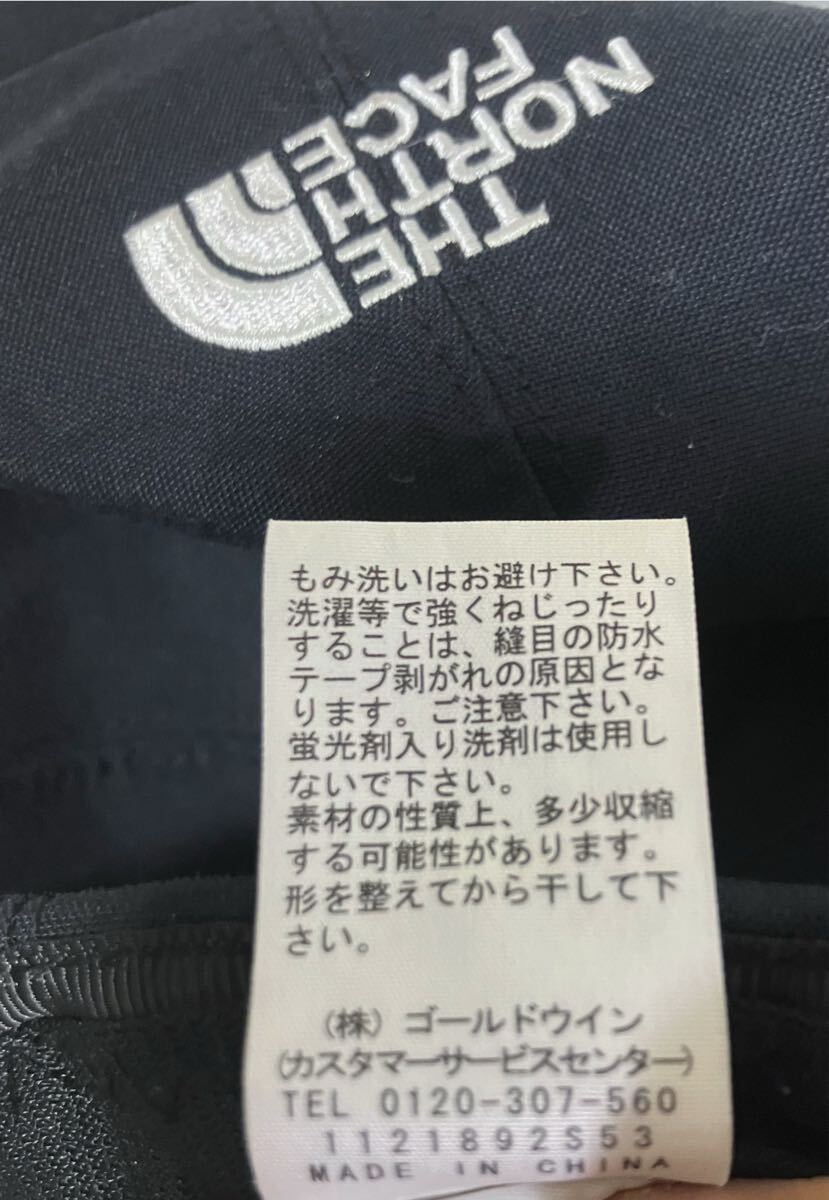 THE
NORTH
FACE
もみ洗いはお避け下さい。
洗濯等で強くねじったり
することは、縫目の防水
テープ剥がれの原因とな
ります。ご注意下さい。
蛍光剤入り洗剤は使用し
ないで下さい。
素材の性質上、多少収縮
する可能性があります。
形を整えてから干して下
さい。
(株)ゴールドウイン
(カスタマーサービスセンター)
TEL 0120-307-560
1121892S53
MADE IN CHINA